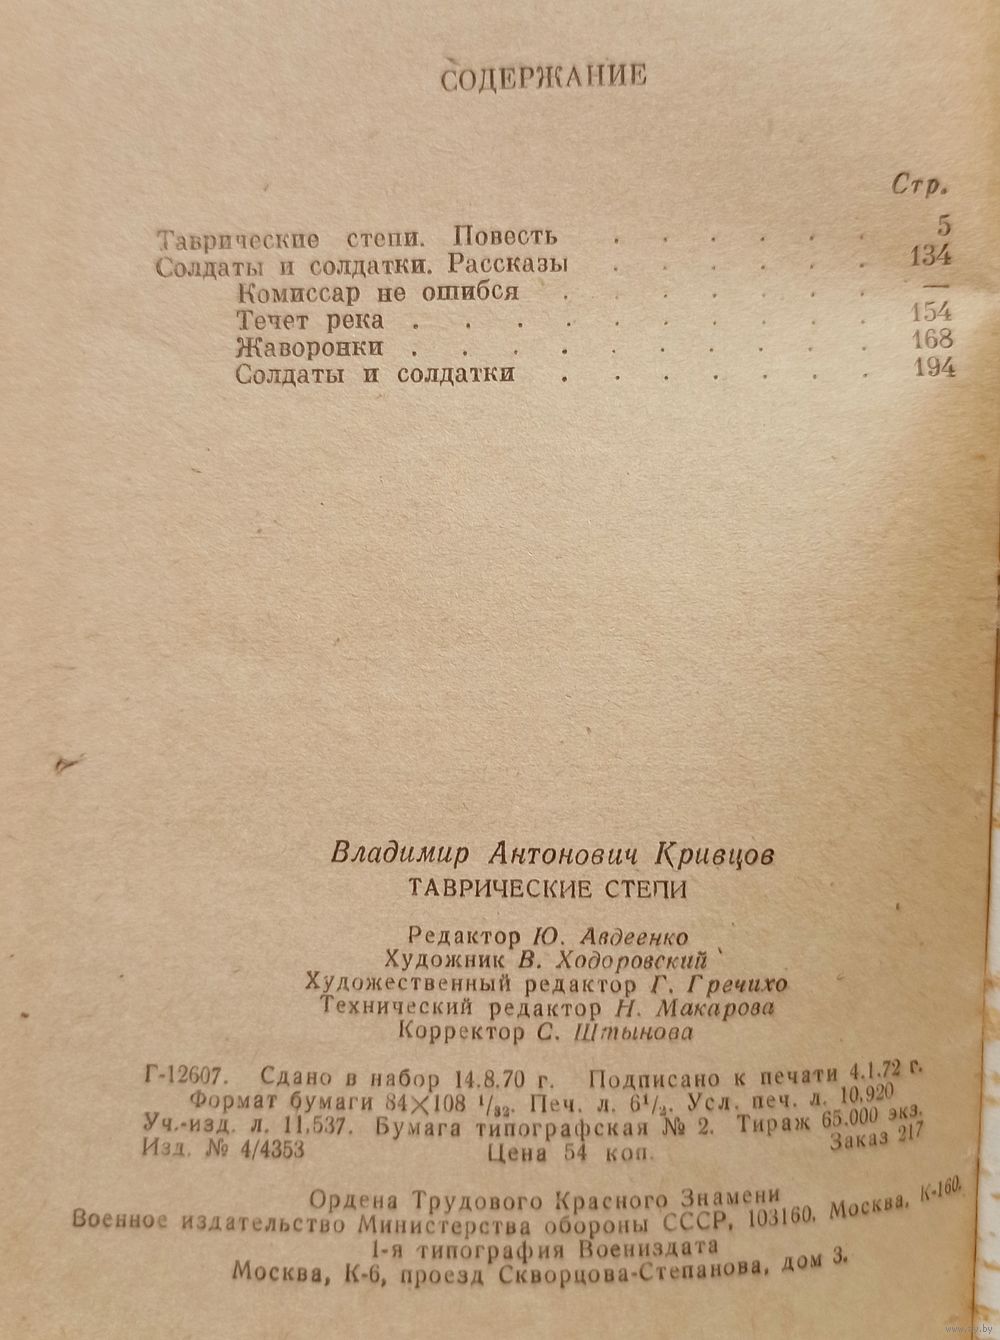 СОДЕРЖАНИЕ
Стр.
Таврические степи. Повесть . . . . . . 5
Солдаты и солдатки. Рассказы . . . . . . 134
Комиссар не ошибся . . . . . . . —
Течет река . . . . . . . . . . 154
Жаворонки . . . . . . . . . . 168
Солдаты и солдатки . . . . . . . 194
Владимир Антонович Кривцов
ТАВРИЧЕСКИЕ СТЕПИ
Редактор Ю. Авдеенко
Художник В. Ходоровский
Художественный редактор Г. Гречихо
Технический редактор Н. Макарова
Корректор С. Штынова
Г-12607. Сдано в набор 14.8.70 г. Подписано к печати 4.1.72 г.
Формат бумаги 84×108 1/32. Печ. л. 6 1/2. Усл. печ. л. 10,920
Уч.-изд. л. 11,537. Бумага типографская № 2. Тираж 65.000 экз.
Изд. № 4/4353 Цена 54 коп. Заказ 217
Ордена Трудового Красного Знамени
Военное издательство Министерства обороны СССР, 103160, Москва, К-160.
1-я типография Воениздата
Москва, К-6, проезд Скворцова-Степанова, дом 3.